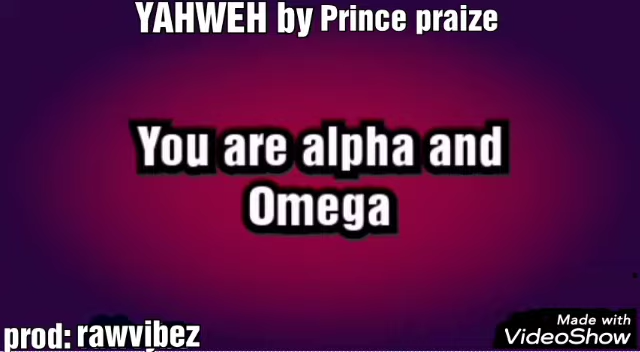 YAHWEH by Prince praize
You are alpha and
Omega
prod: rawvibez
Made with
VideoShow